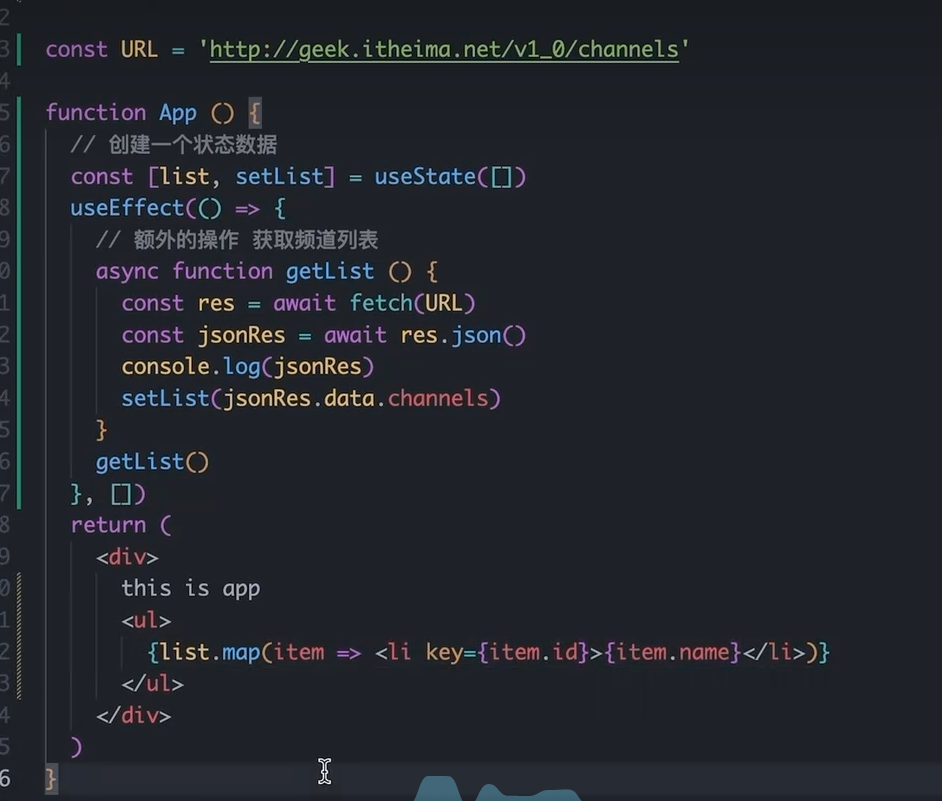 2
3 const URL = 'http://geek.itheima.net/v1_0/channels'
4
5 function App () {
6   // 创建一个状态数据
7   const [list, setList] = useState([])
8   useEffect(() => {
9     // 额外的操作 获取频道列表
0     async function getList () {
1       const res = await fetch(URL)
2       const jsonRes = await res.json()
3       console.log(jsonRes)
4       setList(jsonRes.data.channels)
5     }
6     getList()
7   }, [])
8   return (
9     <div>
0       this is app
1       <ul>
2         {list.map(item => <li key={item.id}>{item.name}</li>)}
3       </ul>
4     </div>
5   )
6 }